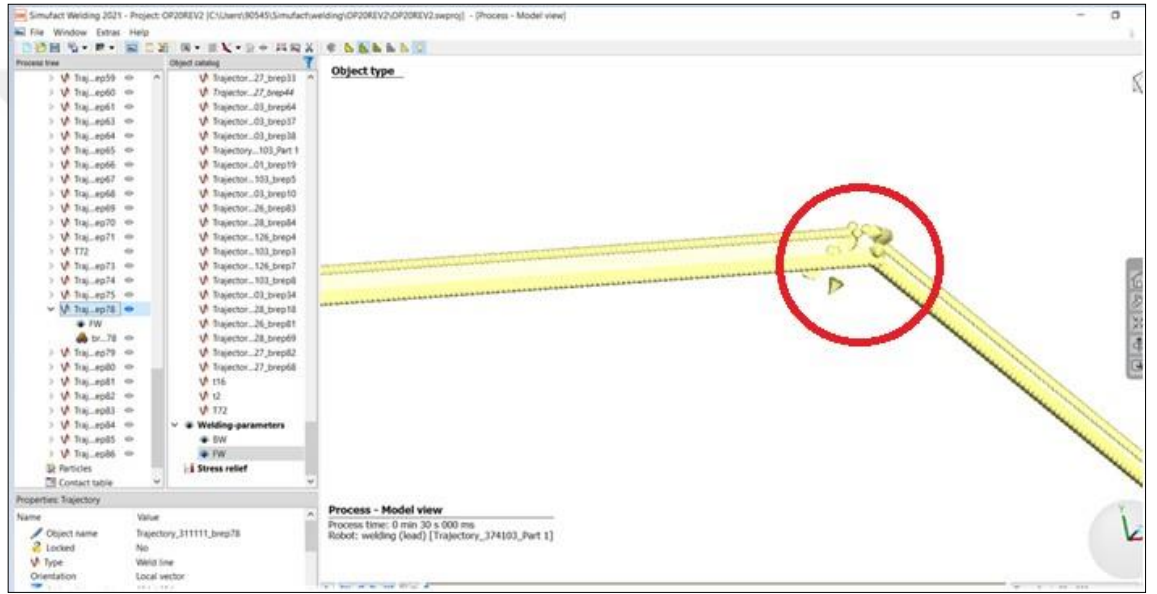 Simufact Welding 2021 - Project: OP20REV2 [C:\Users\90545\Simufact\welding\OP20REV2\OP20REV2.swproj] - [Process - Model view]
File Window Extras Help
Process tree
Traj...ep59
Traj...ep60
Traj...ep61
Traj...ep63
Traj...ep64
Traj...ep65
Traj...ep66
Traj...ep67
Traj...ep68
Traj...ep69
Traj...ep70
Traj...ep71
T72
Traj...ep73
Traj...ep74
Traj...ep75
Traj...ep78
FW
br...78
Traj...ep79
Traj...ep80
Traj...ep81
Traj...ep82
Traj...ep83
Traj...ep84
Traj...ep85
Traj...ep86
Particles
Contact table
Object catalog
Trajector...27_brep33
Trajector...27_brep44
Trajector...03_brep64
Trajector...03_brep37
Trajector...03_brep38
Trajectory...103_Part 1
Trajector...01_brep19
Trajector...103_brep5
Trajector...03_brep10
Trajector...26_brep83
Trajector...28_brep84
Trajector...126_brep4
Trajector...103_brep3
Trajector...126_brep7
Trajector...103_brep8
Trajector...03_brep34
Trajector...28_brep18
Trajector...26_brep81
Trajector...28_brep69
Trajector...27_brep82
Trajector...27_brep68
t16
t2
T72
Welding-parameters
BW
FW
Stress relief
Object type
Properties: Trajectory
Name Value
Object name Trajectory_311111_brep78
Locked No
Type Weld line
Orientation Local vector
Process - Model view
Process time: 0 min 30 s 000 ms
Robot: welding (lead) [Trajectory_374103_Part 1]
Y
Z